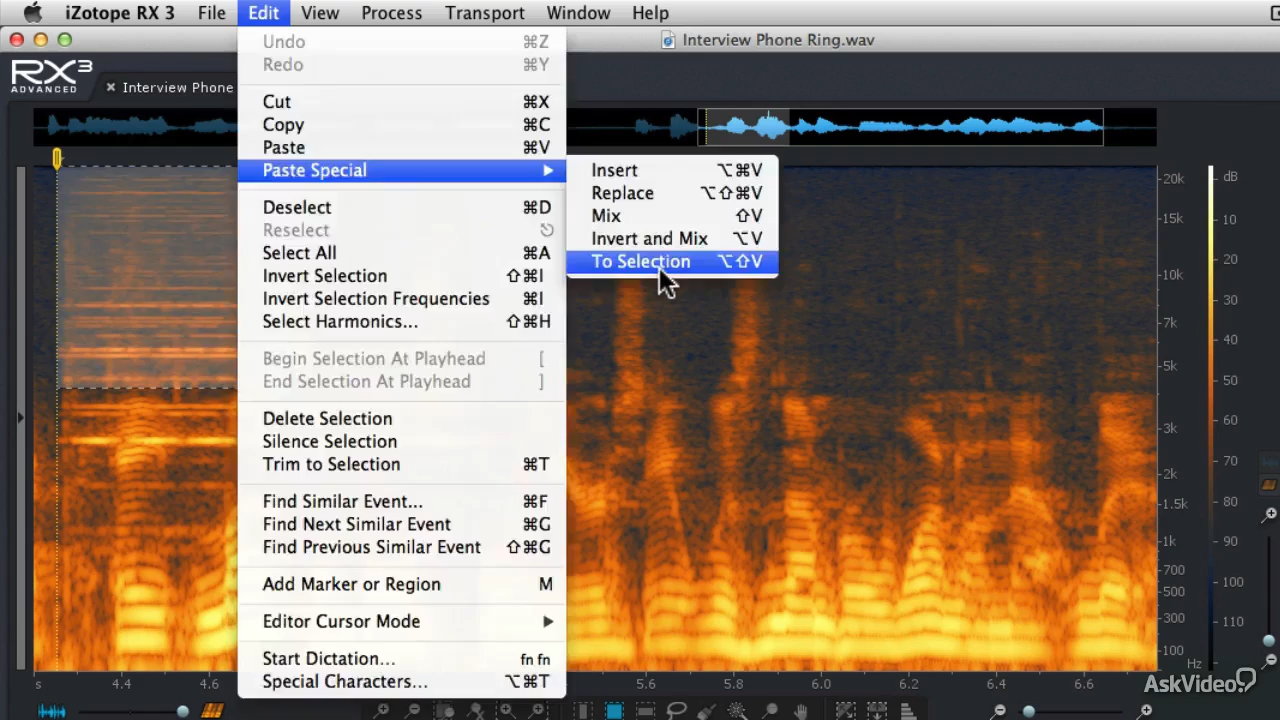 iZotope RX 3 File Edit View Process Transport Window Help
Interview Phone Ring.wav
RX3
ADVANCED
× Interview Phone
Undo ⌘Z
Redo ⌘Y
Cut ⌘X
Copy ⌘C
Paste ⌘V
Paste Special ▶
Insert ⌥⌘V
Replace ⌥⇧⌘V
Mix ⇧V
Invert and Mix ⌥V
To Selection ⌥⇧V
Deselect ⌘D
Reselect
Select All ⌘A
Invert Selection ⇧⌘I
Invert Selection Frequencies ⌘I
Select Harmonics... ⇧⌘H
Begin Selection At Playhead [
End Selection At Playhead ]
Delete Selection
Silence Selection
Trim to Selection ⌘T
Find Similar Event... ⌘F
Find Next Similar Event ⌘G
Find Previous Similar Event ⇧⌘G
Add Marker or Region M
Editor Cursor Mode ▶
Start Dictation... fn fn
Special Characters... ⌥⌘T
20k
15k
10k
7k
5k
3k
2k
1.5k
1k
700
500
300
100
Hz
dB
10
20
30
40
50
60
70
80
90
100
110
s 4.4 4.6 5.6 5.8 6.0 6.2 6.4 6.6
AskVideo